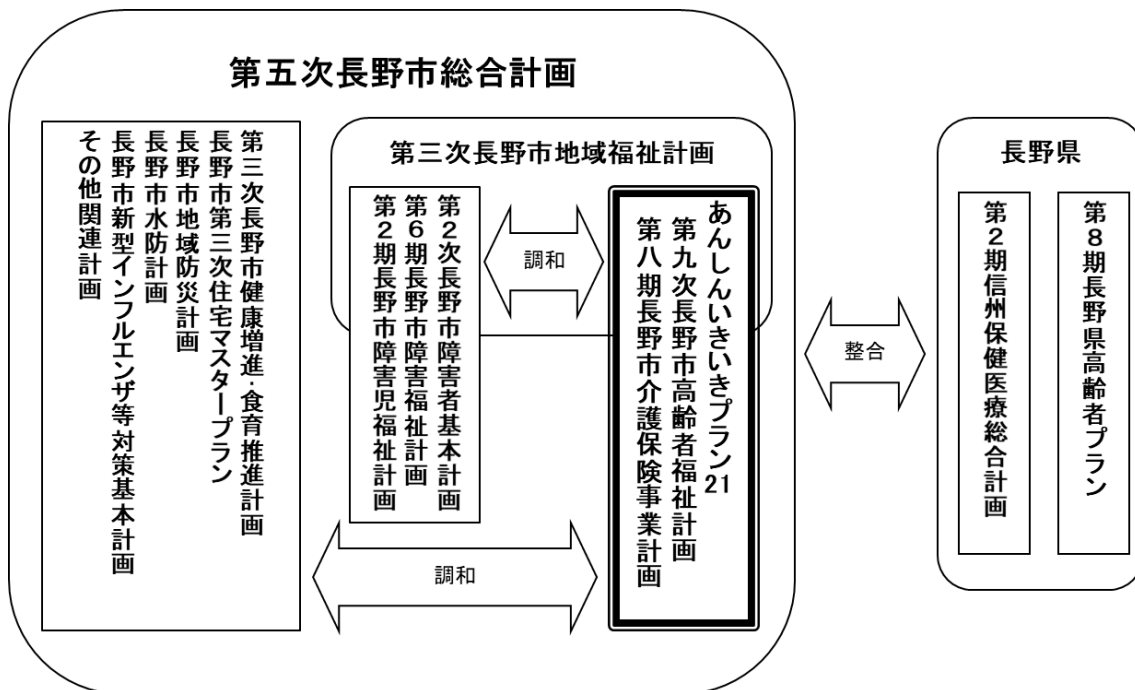 第五次長野市総合計画
第三次長野市健康増進・食育推進計画
長野市第三次住宅マスタープラン
長野市地域防災計画
長野市水防計画
長野市新型インフルエンザ等対策基本計画
その他関連計画
第三次長野市地域福祉計画
第2次長野市障害者基本計画
第6期長野市障害福祉計画
第2期長野市障害児福祉計画
調和
あんしんいきいきプラン21
第九次長野市高齢者福祉計画
第八期長野市介護保険事業計画
調和
整合
長野県
第8期長野県高齢者プラン
第2期信州保健医療総合計画